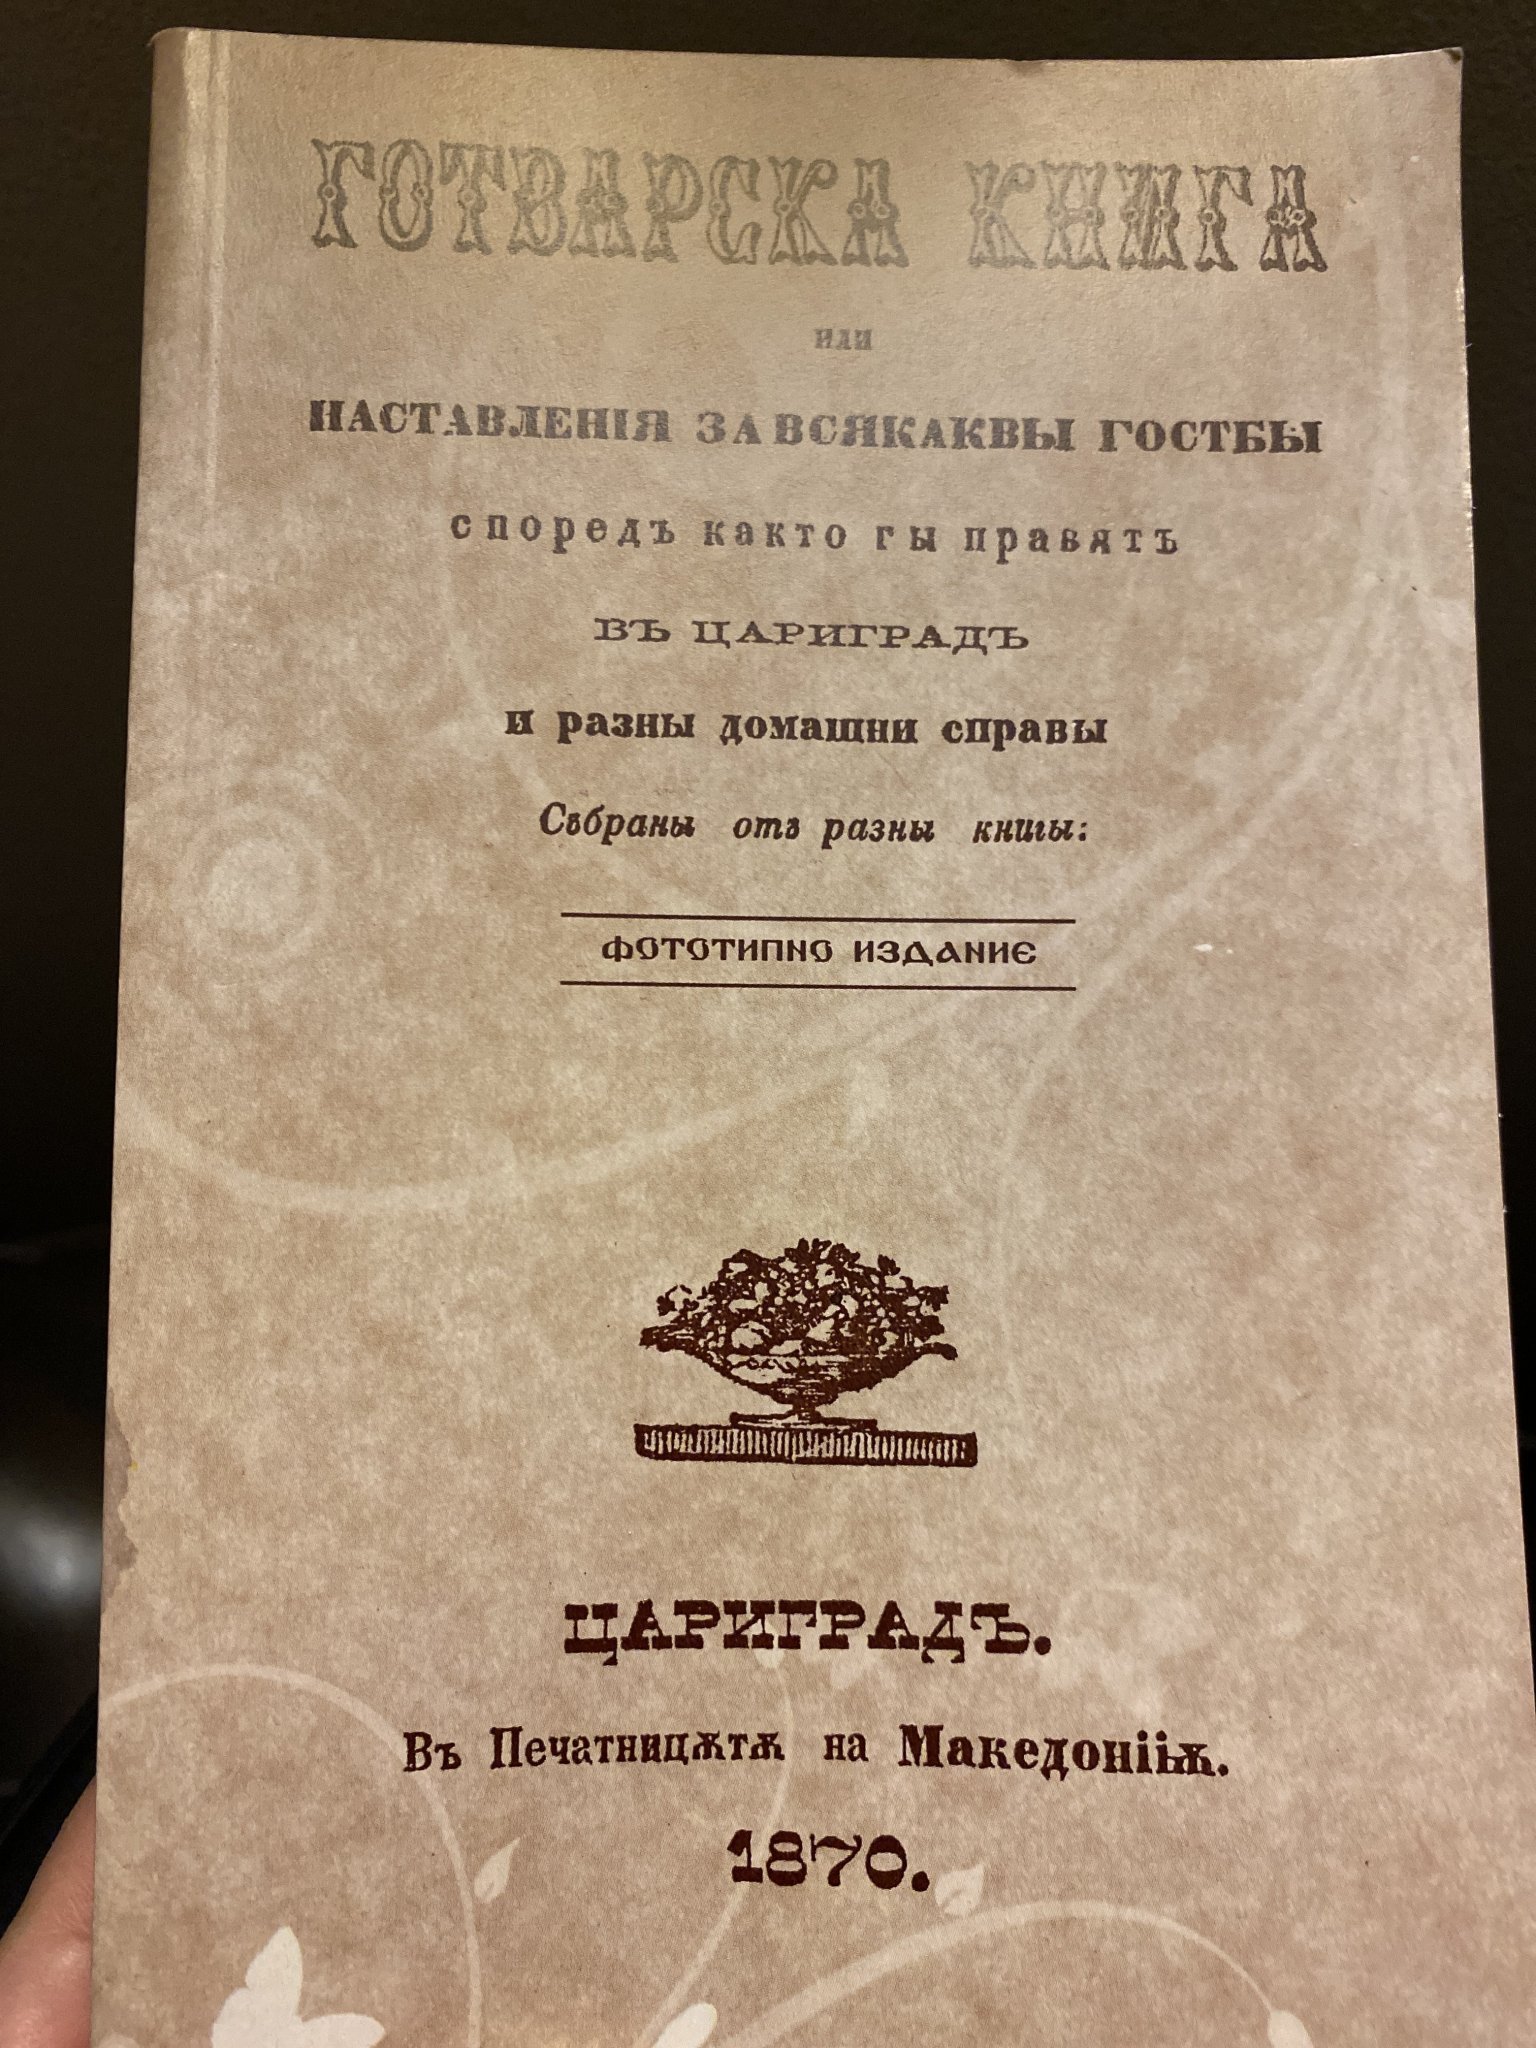 ГОТВАРСКА КНИГА
или
НАСТАВЛЕНІЯ ЗА ВСЯКАКВЫ ГОСТБЫ
споредъ както гы правятъ
ВЪ ЦАРИГРАДЪ
и разны домашни справы
Събраны отъ разны книгы:
ФОТОТИПНО ИЗДАНИЕ
ЦАРИГРАДЪ.
Въ Печатницѫтѫ на Македоніѭ.
1870.